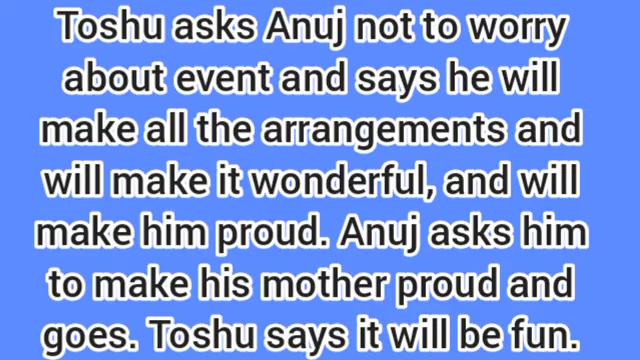 Toshu asks Anuj not to worry
about event and says he will
make all the arrangements and
will make it wonderful, and will
make him proud. Anuj asks him
to make his mother proud and
goes. Toshu says it will be fun.